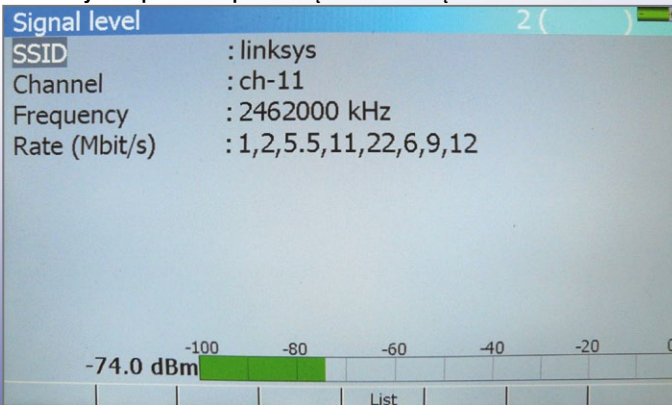 Signal level 2 ( )
SSID : linksys
Channel : ch-11
Frequency : 2462000 kHz
Rate (Mbit/s) : 1,2,5.5,11,22,6,9,12
-100 -80 -60 -40 -20 0
-74.0 dBm
List